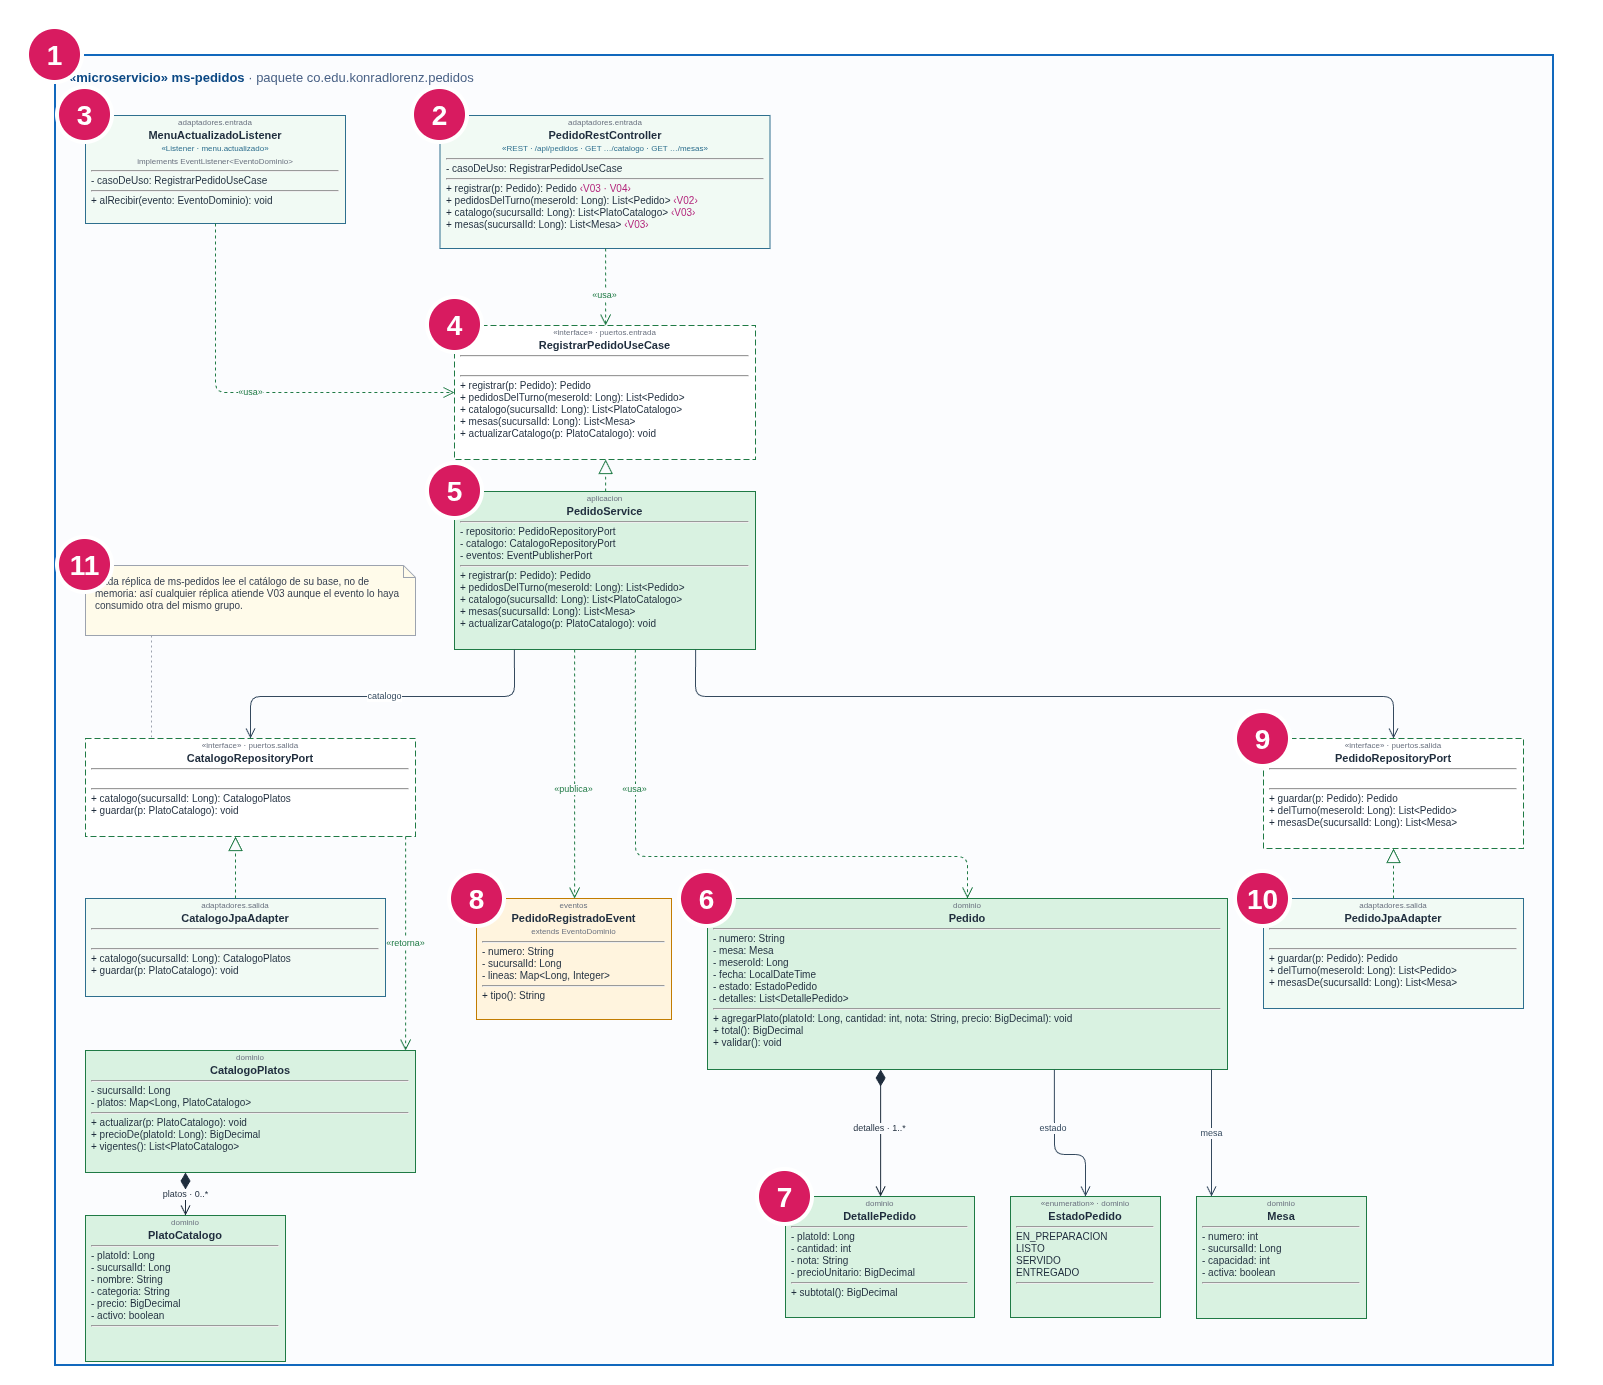 1
«microservicio» ms-pedidos · paquete co.edu.konradlorenz.pedidos
3
adaptadores.entrada
MenuActualizadoListener
«Listener · menu.actualizado»
implements EventListener<EventoDominio>
- casoDeUso: RegistrarPedidoUseCase
+ alRecibir(evento: EventoDominio): void
2
adaptadores.entrada
PedidoRestController
«REST · /api/pedidos · GET …/catalogo · GET …/mesas»
- casoDeUso: RegistrarPedidoUseCase
+ registrar(p: Pedido): Pedido ‹V03 · V04›
+ pedidosDelTurno(meseroId: Long): List<Pedido> ‹V02›
+ catalogo(sucursalId: Long): List<PlatoCatalogo> ‹V03›
+ mesas(sucursalId: Long): List<Mesa> ‹V03›
«usa»
«usa»
4
«interface» · puertos.entrada
RegistrarPedidoUseCase
+ registrar(p: Pedido): Pedido
+ pedidosDelTurno(meseroId: Long): List<Pedido>
+ catalogo(sucursalId: Long): List<PlatoCatalogo>
+ mesas(sucursalId: Long): List<Mesa>
+ actualizarCatalogo(p: PlatoCatalogo): void
5
aplicacion
PedidoService
- repositorio: PedidoRepositoryPort
- catalogo: CatalogoRepositoryPort
- eventos: EventPublisherPort
+ registrar(p: Pedido): Pedido
+ pedidosDelTurno(meseroId: Long): List<Pedido>
+ catalogo(sucursalId: Long): List<PlatoCatalogo>
+ mesas(sucursalId: Long): List<Mesa>
+ actualizarCatalogo(p: PlatoCatalogo): void
11
réplica de ms-pedidos lee el catálogo de su base, no de
memoria: así cualquier réplica atiende V03 aunque el evento lo haya
consumido otra del mismo grupo.
catalogo
«publica»
«usa»
«interface» · puertos.salida
CatalogoRepositoryPort
+ catalogo(sucursalId: Long): CatalogoPlatos
+ guardar(p: PlatoCatalogo): void
9
«interface» · puertos.salida
PedidoRepositoryPort
+ guardar(p: Pedido): Pedido
+ delTurno(meseroId: Long): List<Pedido>
+ mesasDe(sucursalId: Long): List<Mesa>
adaptadores.salida
CatalogoJpaAdapter
+ catalogo(sucursalId: Long): CatalogoPlatos
+ guardar(p: PlatoCatalogo): void
«retorna»
8
eventos
PedidoRegistradoEvent
extends EventoDominio
- numero: String
- sucursalId: Long
- lineas: Map<Long, Integer>
+ tipo(): String
6
dominio
Pedido
- numero: String
- mesa: Mesa
- meseroId: Long
- fecha: LocalDateTime
- estado: EstadoPedido
- detalles: List<DetallePedido>
+ agregarPlato(platoId: Long, cantidad: int, nota: String, precio: BigDecimal): void
+ total(): BigDecimal
+ validar(): void
10
adaptadores.salida
PedidoJpaAdapter
+ guardar(p: Pedido): Pedido
+ delTurno(meseroId: Long): List<Pedido>
+ mesasDe(sucursalId: Long): List<Mesa>
dominio
CatalogoPlatos
- sucursalId: Long
- platos: Map<Long, PlatoCatalogo>
+ actualizar(p: PlatoCatalogo): void
+ precioDe(platoId: Long): BigDecimal
+ vigentes(): List<PlatoCatalogo>
platos · 0..*
detalles · 1..*
estado
mesa
dominio
PlatoCatalogo
- platoId: Long
- sucursalId: Long
- nombre: String
- categoria: String
- precio: BigDecimal
- activo: boolean
7
dominio
DetallePedido
- platoId: Long
- cantidad: int
- nota: String
- precioUnitario: BigDecimal
+ subtotal(): BigDecimal
«enumeration» · dominio
EstadoPedido
EN_PREPARACION
LISTO
SERVIDO
ENTREGADO
dominio
Mesa
- numero: int
- sucursalId: Long
- capacidad: int
- activa: boolean